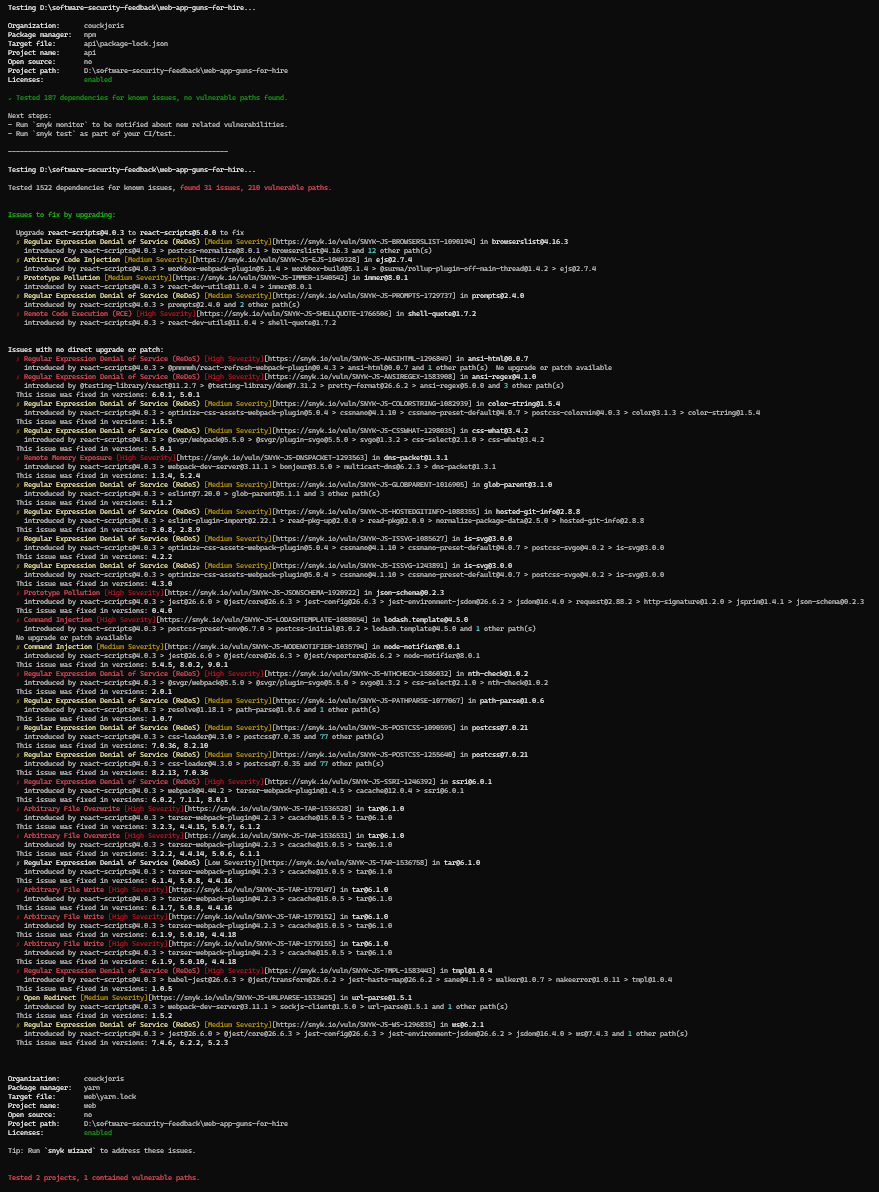 Testing D:\software-security-feedback\web-app-guns-for-hire...
Organization: couckjoris
Package manager: npm
Target file: api\package-lock.json
Project name: api
Open source: no
Project path: D:\software-security-feedback\web-app-guns-for-hire
Licenses: enabled
✓ Tested 187 dependencies for known issues, no vulnerable paths found.
Next steps:
- Run `snyk monitor` to be notified about new related vulnerabilities.
- Run `snyk test` as part of your CI/test.
-------------------------------------------------------
Testing D:\software-security-feedback\web-app-guns-for-hire...
Tested 1522 dependencies for known issues, found 31 issues, 210 vulnerable paths.
Issues to fix by upgrading:
Upgrade react-scripts@4.0.3 to react-scripts@5.0.0 to fix
✗ Regular Expression Denial of Service (ReDoS) [Medium Severity][https://snyk.io/vuln/SNYK-JS-BROWSERSLIST-1090194] in browserslist@4.16.3
introduced by react-scripts@4.0.3 > postcss-normalize@8.0.1 > browserslist@4.16.3 and 12 other path(s)
✗ Arbitrary Code Injection [Medium Severity][https://snyk.io/vuln/SNYK-JS-EJS-1049328] in ejs@2.7.4
introduced by react-scripts@4.0.3 > workbox-webpack-plugin@5.1.4 > workbox-build@5.1.4 > @surma/rollup-plugin-off-main-thread@1.4.2 > ejs@2.7.4
✗ Prototype Pollution [Medium Severity][https://snyk.io/vuln/SNYK-JS-IMMER-1540542] in immer@8.0.1
introduced by react-scripts@4.0.3 > react-dev-utils@11.0.4 > immer@8.0.1
✗ Regular Expression Denial of Service (ReDoS) [Medium Severity][https://snyk.io/vuln/SNYK-JS-PROMPTS-1729737] in prompts@2.4.0
introduced by react-scripts@4.0.3 > prompts@2.4.0 and 2 other path(s)
✗ Remote Code Execution (RCE) [High Severity][https://snyk.io/vuln/SNYK-JS-SHELLQUOTE-1766506] in shell-quote@1.7.2
introduced by react-scripts@4.0.3 > react-dev-utils@11.0.4 > shell-quote@1.7.2
Issues with no direct upgrade or patch:
✗ Regular Expression Denial of Service (ReDoS) [High Severity][https://snyk.io/vuln/SNYK-JS-ANSIHTML-1296849] in ansi-html@0.0.7
introduced by react-scripts@4.0.3 > @pmmmwh/react-refresh-webpack-plugin@0.4.3 > ansi-html@0.0.7 and 1 other path(s) No upgrade or patch available
✗ Regular Expression Denial of Service (ReDoS) [High Severity][https://snyk.io/vuln/SNYK-JS-ANSIREGEX-1583908] in ansi-regex@4.1.0
introduced by @testing-library/react@11.2.7 > @testing-library/dom@7.31.2 > pretty-format@26.6.2 > ansi-regex@5.0.0 and 3 other path(s)
This issue was fixed in versions: 6.0.1, 5.0.1
✗ Regular Expression Denial of Service (ReDoS) [Medium Severity][https://snyk.io/vuln/SNYK-JS-COLORSTRING-1082939] in color-string@1.5.4
introduced by react-scripts@4.0.3 > optimize-css-assets-webpack-plugin@5.0.4 > cssnano@4.1.10 > cssnano-preset-default@4.0.7 > postcss-colormin@4.0.3 > color@3.1.3 > color-string@1.5.4
This issue was fixed in versions: 1.5.5
✗ Regular Expression Denial of Service (ReDoS) [Medium Severity][https://snyk.io/vuln/SNYK-JS-CSSWHAT-1298035] in css-what@3.4.2
introduced by react-scripts@4.0.3 > @svgr/webpack@5.5.0 > @svgr/plugin-svgo@5.5.0 > svgo@1.3.2 > css-select@2.1.0 > css-what@3.4.2
This issue was fixed in versions: 5.0.1
✗ Remote Memory Exposure [High Severity][https://snyk.io/vuln/SNYK-JS-DNSPACKET-1293563] in dns-packet@1.3.1
introduced by react-scripts@4.0.3 > webpack-dev-server@3.11.1 > bonjour@3.5.0 > multicast-dns@6.2.3 > dns-packet@1.3.1
This issue was fixed in versions: 1.3.4, 5.2.4
✗ Regular Expression Denial of Service (ReDoS) [Medium Severity][https://snyk.io/vuln/SNYK-JS-GLOBPARENT-1016905] in glob-parent@3.1.0
introduced by react-scripts@4.0.3 > eslint@7.20.0 > glob-parent@5.1.1 and 3 other path(s)
This issue was fixed in versions: 5.1.2
✗ Regular Expression Denial of Service (ReDoS) [Medium Severity][https://snyk.io/vuln/SNYK-JS-HOSTEDGITINFO-1088355] in hosted-git-info@2.8.8
introduced by react-scripts@4.0.3 > eslint-plugin-import@2.22.1 > read-pkg-up@2.0.0 > read-pkg@2.0.0 > normalize-package-data@2.5.0 > hosted-git-info@2.8.8
This issue was fixed in versions: 3.0.8, 2.8.9
✗ Regular Expression Denial of Service (ReDoS) [Medium Severity][https://snyk.io/vuln/SNYK-JS-ISSVG-1085627] in is-svg@3.0.0
introduced by react-scripts@4.0.3 > optimize-css-assets-webpack-plugin@5.0.4 > cssnano@4.1.10 > cssnano-preset-default@4.0.7 > postcss-svgo@4.0.2 > is-svg@3.0.0
This issue was fixed in versions: 4.2.2
✗ Regular Expression Denial of Service (ReDoS) [Medium Severity][https://snyk.io/vuln/SNYK-JS-ISSVG-1243891] in is-svg@3.0.0
introduced by react-scripts@4.0.3 > optimize-css-assets-webpack-plugin@5.0.4 > cssnano@4.1.10 > cssnano-preset-default@4.0.7 > postcss-svgo@4.0.2 > is-svg@3.0.0
This issue was fixed in versions: 4.3.0
✗ Prototype Pollution [High Severity][https://snyk.io/vuln/SNYK-JS-JSONSCHEMA-1920922] in json-schema@0.2.3
introduced by react-scripts@4.0.3 > jest@26.6.0 > @jest/core@26.6.3 > jest-config@26.6.3 > jest-environment-jsdom@26.6.2 > jsdom@16.4.0 > request@2.88.2 > http-signature@1.2.0 > jsprim@1.4.1 > json-schema@0.2.3
This issue was fixed in versions: 0.4.0
✗ Command Injection [High Severity][https://snyk.io/vuln/SNYK-JS-LODASHTEMPLATE-1088054] in lodash.template@4.5.0
introduced by react-scripts@4.0.3 > postcss-preset-env@6.7.0 > postcss-initial@3.0.2 > lodash.template@4.5.0 and 1 other path(s)
No upgrade or patch available
✗ Command Injection [Medium Severity][https://snyk.io/vuln/SNYK-JS-NODENOTIFIER-1035794] in node-notifier@8.0.1
introduced by react-scripts@4.0.3 > jest@26.6.0 > @jest/core@26.6.3 > @jest/reporters@26.6.2 > node-notifier@8.0.1
This issue was fixed in versions: 5.4.5, 8.0.2, 9.0.1
✗ Regular Expression Denial of Service (ReDoS) [High Severity][https://snyk.io/vuln/SNYK-JS-NTHCHECK-1586032] in nth-check@1.0.2
introduced by react-scripts@4.0.3 > @svgr/webpack@5.5.0 > @svgr/plugin-svgo@5.5.0 > svgo@1.3.2 > css-select@2.1.0 > nth-check@1.0.2
This issue was fixed in versions: 2.0.1
✗ Regular Expression Denial of Service (ReDoS) [Medium Severity][https://snyk.io/vuln/SNYK-JS-PATHPARSE-1077067] in path-parse@1.0.6
introduced by react-scripts@4.0.3 > resolve@1.18.1 > path-parse@1.0.6 and 1 other path(s)
This issue was fixed in versions: 1.0.7
✗ Regular Expression Denial of Service (ReDoS) [Medium Severity][https://snyk.io/vuln/SNYK-JS-POSTCSS-1090595] in postcss@7.0.21
introduced by react-scripts@4.0.3 > css-loader@4.3.0 > postcss@7.0.35 and 77 other path(s)
This issue was fixed in versions: 7.0.36, 8.2.10
✗ Regular Expression Denial of Service (ReDoS) [Medium Severity][https://snyk.io/vuln/SNYK-JS-POSTCSS-1255640] in postcss@7.0.21
introduced by react-scripts@4.0.3 > css-loader@4.3.0 > postcss@7.0.35 and 77 other path(s)
This issue was fixed in versions: 8.2.13, 7.0.36
✗ Regular Expression Denial of Service (ReDoS) [High Severity][https://snyk.io/vuln/SNYK-JS-SSRI-1246392] in ssri@6.0.1
introduced by react-scripts@4.0.3 > webpack@4.44.2 > terser-webpack-plugin@1.4.5 > cacache@12.0.4 > ssri@6.0.1
This issue was fixed in versions: 6.0.2, 7.1.1, 8.0.1
✗ Arbitrary File Overwrite [High Severity][https://snyk.io/vuln/SNYK-JS-TAR-1536528] in tar@6.1.0
introduced by react-scripts@4.0.3 > terser-webpack-plugin@4.2.3 > cacache@15.0.5 > tar@6.1.0
This issue was fixed in versions: 3.2.3, 4.4.15, 5.0.7, 6.1.2
✗ Arbitrary File Overwrite [High Severity][https://snyk.io/vuln/SNYK-JS-TAR-1536531] in tar@6.1.0
introduced by react-scripts@4.0.3 > terser-webpack-plugin@4.2.3 > cacache@15.0.5 > tar@6.1.0
This issue was fixed in versions: 3.2.2, 4.4.14, 5.0.6, 6.1.1
✗ Regular Expression Denial of Service (ReDoS) [Low Severity][https://snyk.io/vuln/SNYK-JS-TAR-1536758] in tar@6.1.0
introduced by react-scripts@4.0.3 > terser-webpack-plugin@4.2.3 > cacache@15.0.5 > tar@6.1.0
This issue was fixed in versions: 6.1.4, 5.0.8, 4.4.16
✗ Arbitrary File Write [High Severity][https://snyk.io/vuln/SNYK-JS-TAR-1579147] in tar@6.1.0
introduced by react-scripts@4.0.3 > terser-webpack-plugin@4.2.3 > cacache@15.0.5 > tar@6.1.0
This issue was fixed in versions: 6.1.7, 5.0.8, 4.4.16
✗ Arbitrary File Write [High Severity][https://snyk.io/vuln/SNYK-JS-TAR-1579152] in tar@6.1.0
introduced by react-scripts@4.0.3 > terser-webpack-plugin@4.2.3 > cacache@15.0.5 > tar@6.1.0
This issue was fixed in versions: 6.1.9, 5.0.10, 4.4.18
✗ Arbitrary File Write [High Severity][https://snyk.io/vuln/SNYK-JS-TAR-1579155] in tar@6.1.0
introduced by react-scripts@4.0.3 > terser-webpack-plugin@4.2.3 > cacache@15.0.5 > tar@6.1.0
This issue was fixed in versions: 6.1.9, 5.0.10, 4.4.18
✗ Regular Expression Denial of Service (ReDoS) [High Severity][https://snyk.io/vuln/SNYK-JS-TMPL-1583443] in tmpl@1.0.4
introduced by react-scripts@4.0.3 > babel-jest@26.6.3 > @jest/transform@26.6.2 > jest-haste-map@26.6.2 > sane@4.1.0 > walker@1.0.7 > makeerror@1.0.11 > tmpl@1.0.4
This issue was fixed in versions: 1.0.5
✗ Open Redirect [Medium Severity][https://snyk.io/vuln/SNYK-JS-URLPARSE-1533425] in url-parse@1.5.1
introduced by react-scripts@4.0.3 > webpack-dev-server@3.11.1 > sockjs-client@1.5.0 > url-parse@1.5.1 and 1 other path(s)
This issue was fixed in versions: 1.5.2
✗ Regular Expression Denial of Service (ReDoS) [Medium Severity][https://snyk.io/vuln/SNYK-JS-WS-1296835] in ws@6.2.1
introduced by react-scripts@4.0.3 > jest@26.6.0 > @jest/core@26.6.3 > jest-config@26.6.3 > jest-environment-jsdom@26.6.2 > jsdom@16.4.0 > ws@7.4.3 and 1 other path(s)
This issue was fixed in versions: 7.4.6, 6.2.2, 5.2.3
Organization: couckjoris
Package manager: yarn
Target file: web\yarn.lock
Project name: web
Open source: no
Project path: D:\software-security-feedback\web-app-guns-for-hire
Licenses: enabled
Tip: Run `snyk wizard` to address these issues.
Tested 2 projects, 1 contained vulnerable paths.